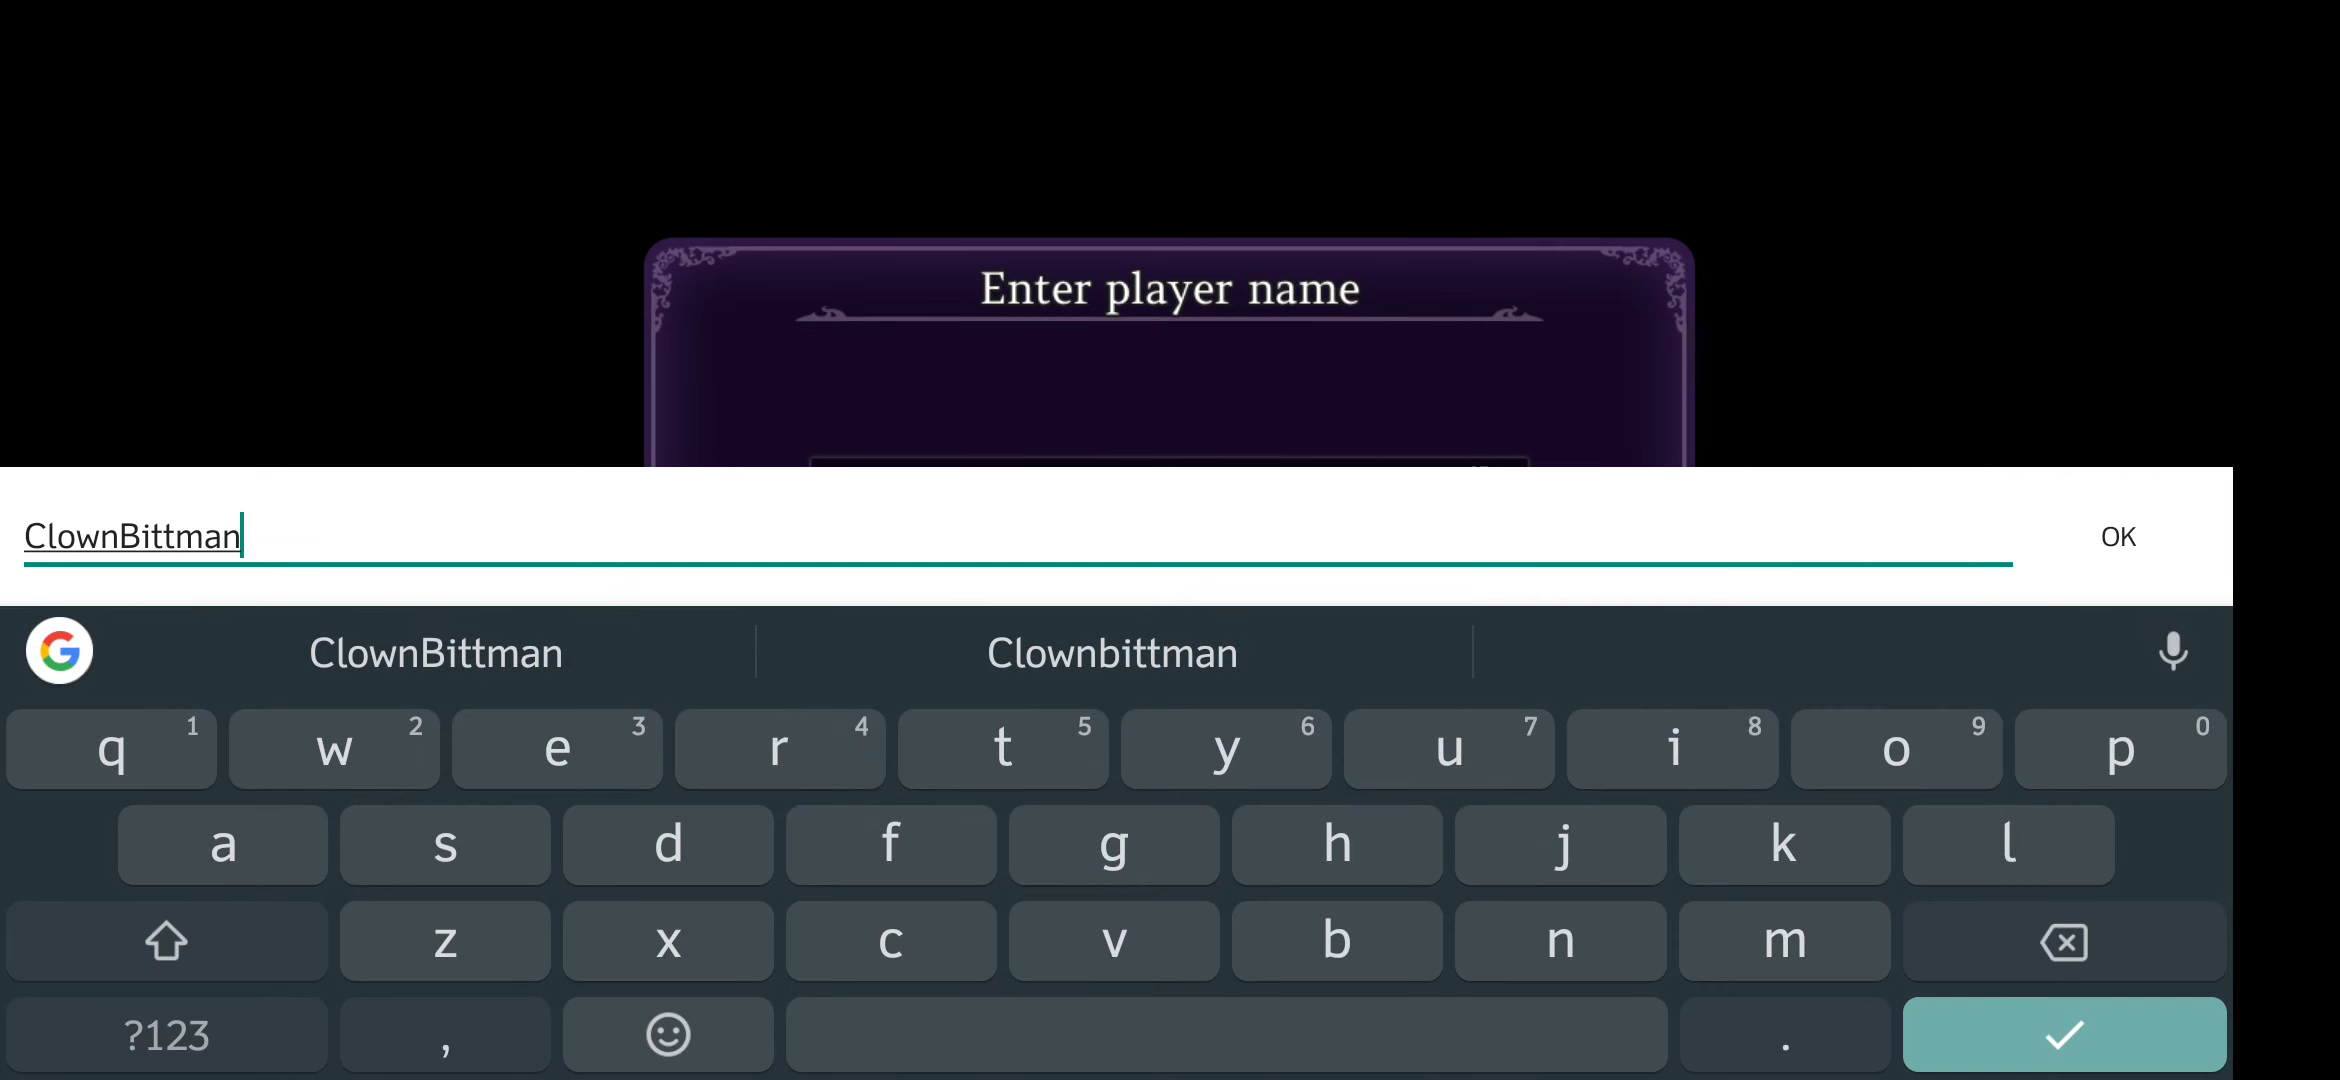 Enter player name
ClownBittman
OK
ClownBittman Clownbittman
q 1 w 2 e 3 r 4 t 5 y 6 u 7 i 8 o 9 p 0
a s d f g h j k l
z x c v b n m
?123 , .